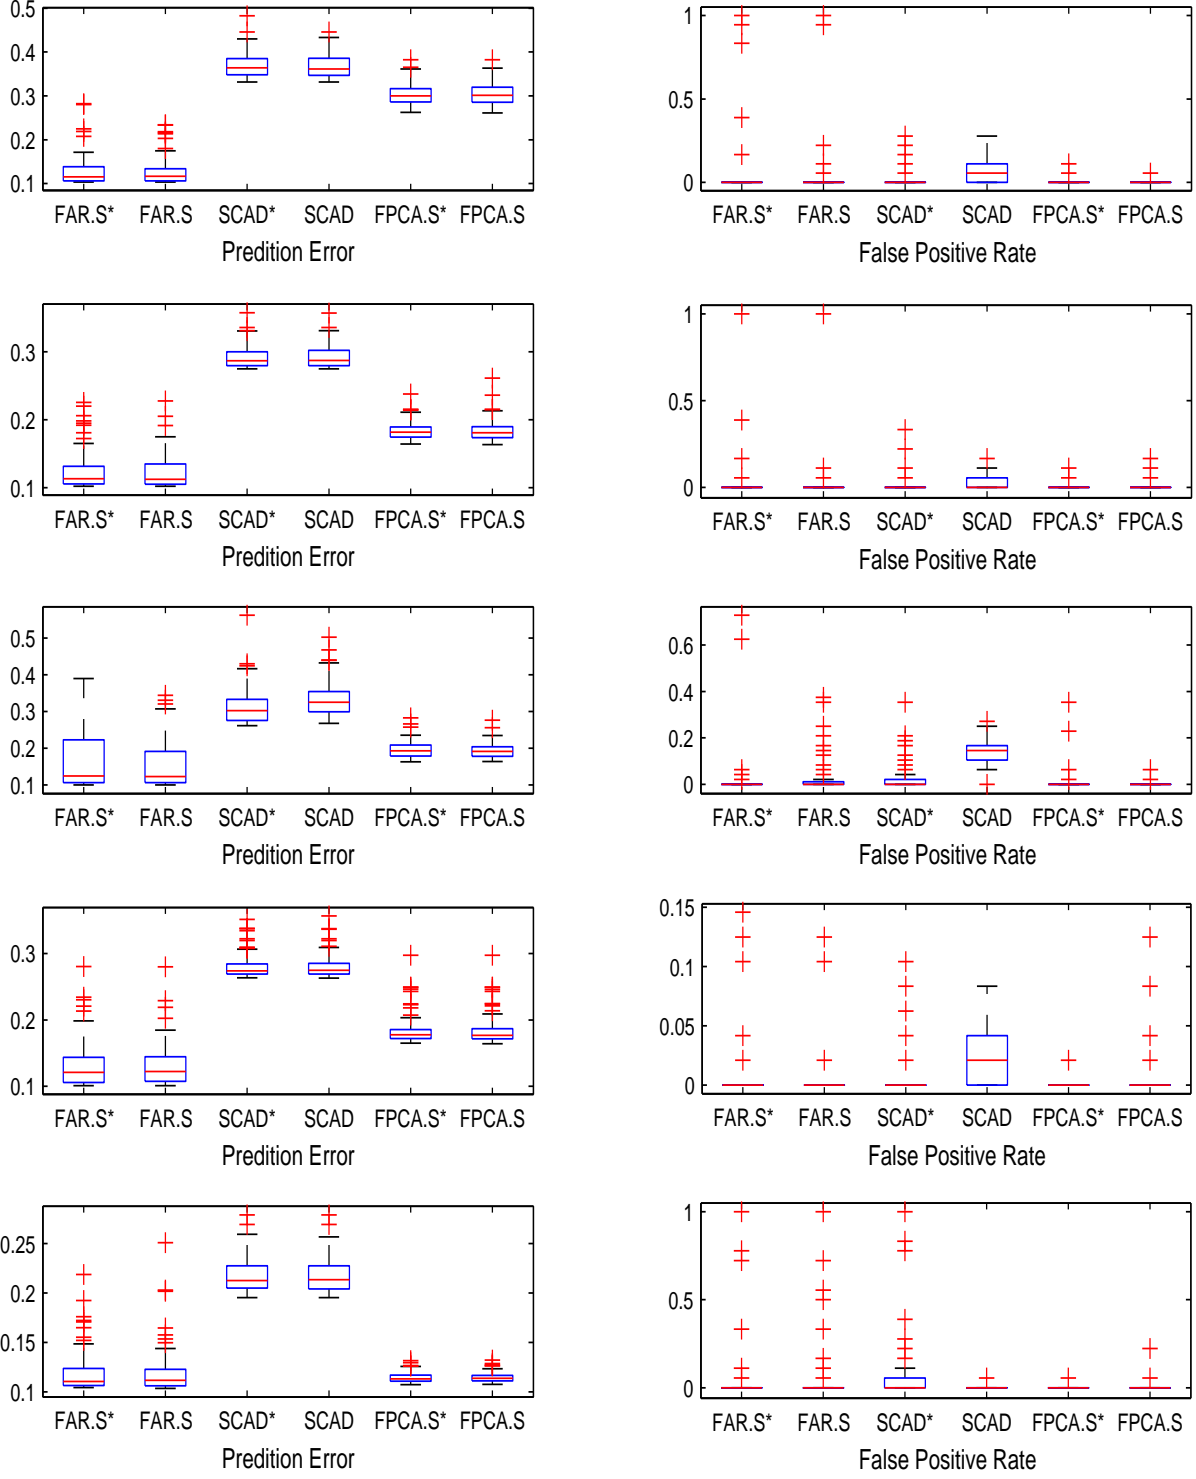 0.5
0.4
0.3
0.2
0.1
FAR.S* FAR.S SCAD* SCAD FPCA.S* FPCA.S
Predition Error
1
0.5
0
FAR.S* FAR.S SCAD* SCAD FPCA.S* FPCA.S
False Positive Rate
0.3
0.2
0.1
FAR.S* FAR.S SCAD* SCAD FPCA.S* FPCA.S
Predition Error
1
0.5
0
FAR.S* FAR.S SCAD* SCAD FPCA.S* FPCA.S
False Positive Rate
0.5
0.4
0.3
0.2
0.1
FAR.S* FAR.S SCAD* SCAD FPCA.S* FPCA.S
Predition Error
0.6
0.4
0.2
0
FAR.S* FAR.S SCAD* SCAD FPCA.S* FPCA.S
False Positive Rate
0.3
0.2
0.1
FAR.S* FAR.S SCAD* SCAD FPCA.S* FPCA.S
Predition Error
0.15
0.1
0.05
0
FAR.S* FAR.S SCAD* SCAD FPCA.S* FPCA.S
False Positive Rate
0.25
0.2
0.15
0.1
FAR.S* FAR.S SCAD* SCAD FPCA.S* FPCA.S
Predition Error
1
0.5
0
FAR.S* FAR.S SCAD* SCAD FPCA.S* FPCA.S
False Positive Rate